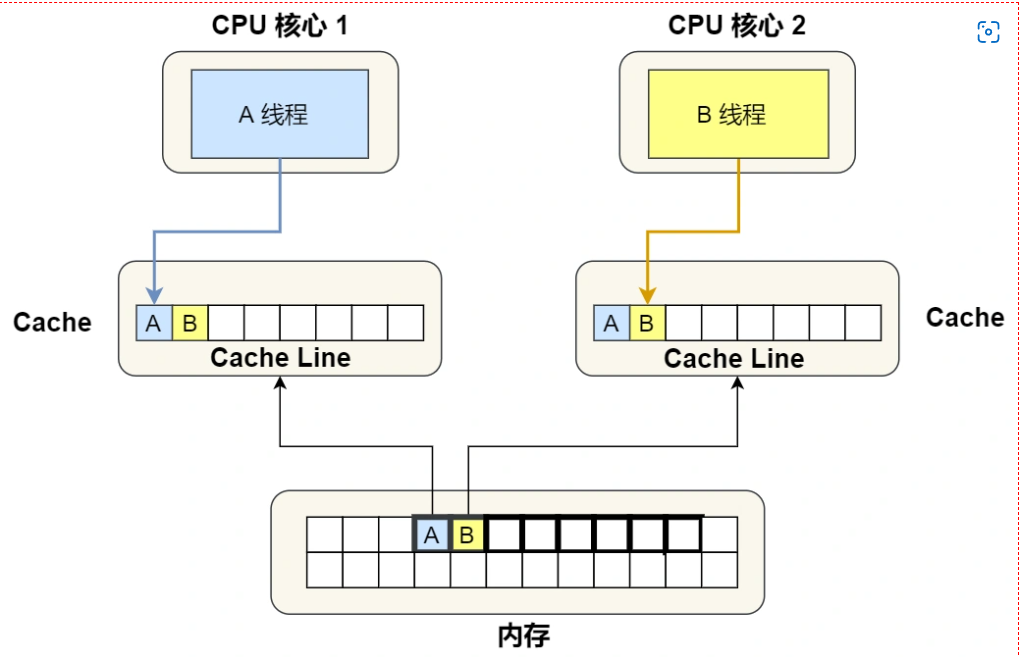 CPU 核心 1
CPU 核心 2
A 线程
B 线程
Cache
A B
Cache Line
A B
Cache Line
Cache
A B
内存